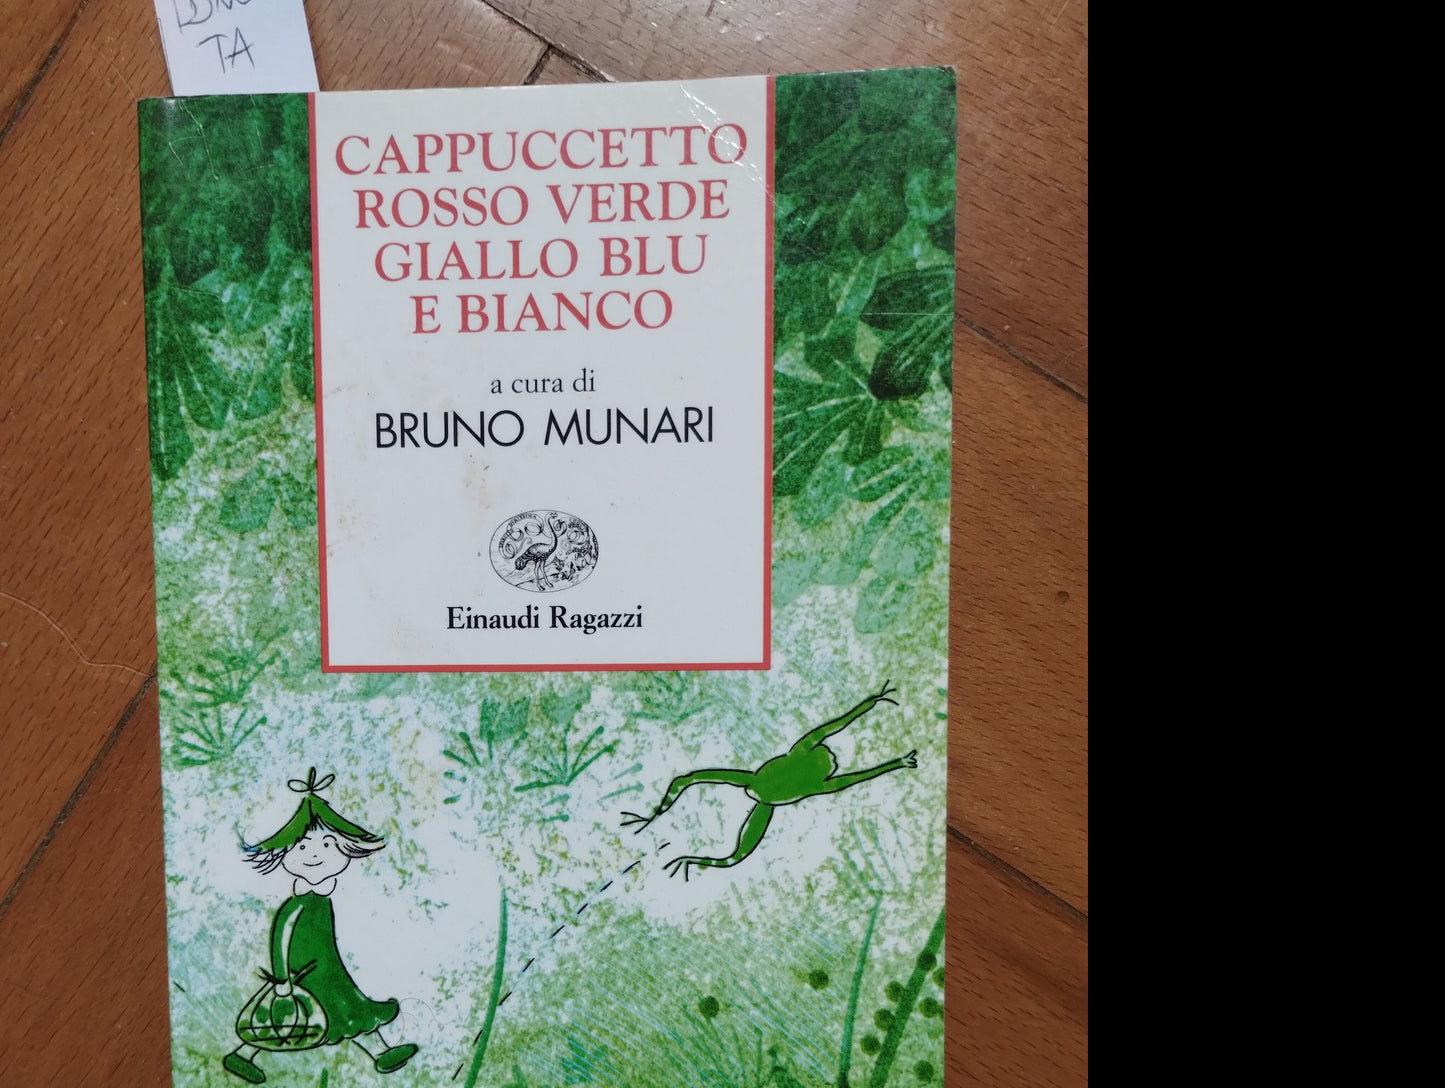 TA
CAPPUCCETTO
ROSSO VERDE
GIALLO BLU
E BIANCO
a cura di
BRUNO MUNARI
Einaudi Ragazzi